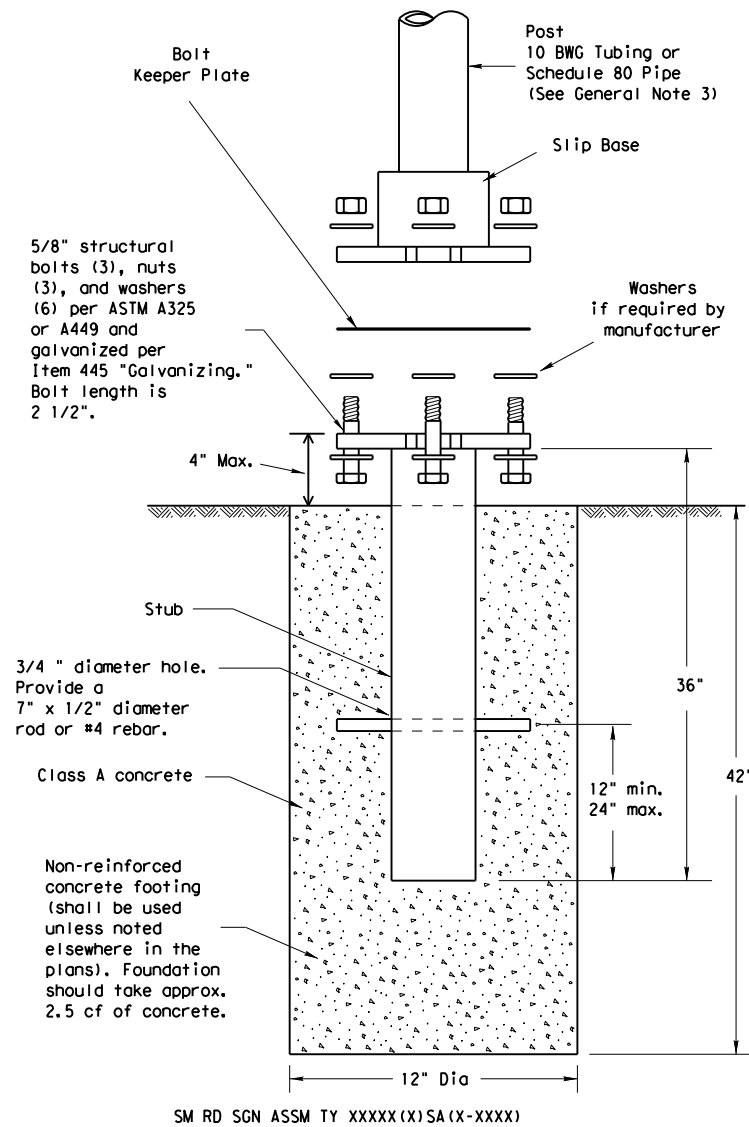 Bolt
Keeper Plate
Post
10 BWG Tubing or
Schedule 80 Pipe
(See General Note 3)
Slip Base
5/8" structural
bolts (3), nuts
(3), and washers
(6) per ASTM A325
or A449 and
galvanized per
Item 445 "Galvanizing."
Bolt length is
2 1/2".
Washers
if required by
manufacturer
4" Max.
Stub
3/4 " diameter hole.
Provide a
7" x 1/2" diameter
rod or #4 rebar.
36"
Class A concrete
12" min.
24" max.
42"
Non-reinforced
concrete footing
(shall be used
unless noted
elsewhere in the
plans). Foundation
should take approx.
2.5 cf of concrete.
12" Dia
SM RD SGN ASSM TY XXXXX(X)SA(X-XXXX)